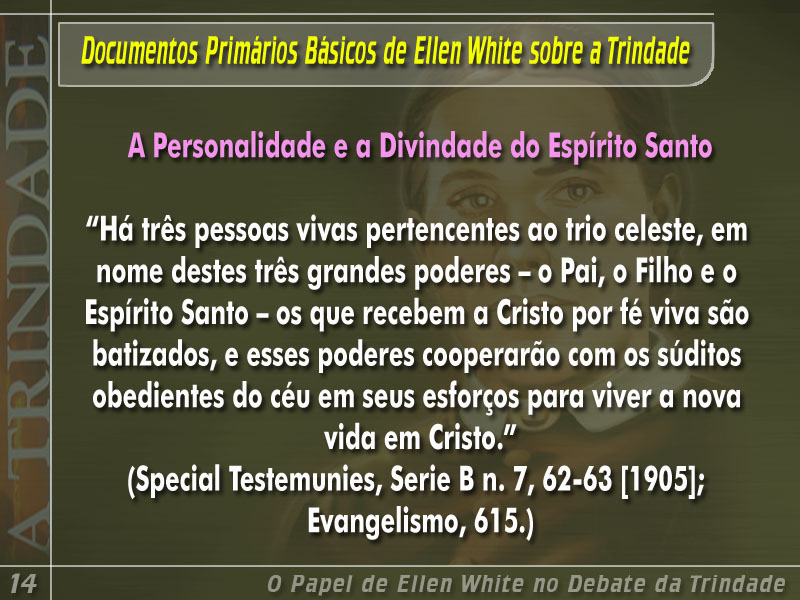 Documentos Primários Básicos de Ellen White sobre a Trindade
A TRINDADE
A Personalidade e a Divindade do Espírito Santo
“Há três pessoas vivas pertencentes ao trio celeste, em
nome destes três grandes poderes – o Pai, o Filho e o
Espírito Santo – os que recebem a Cristo por fé viva são
batizados, e esses poderes cooperarão com os súditos
obedientes do céu em seus esforços para viver a nova
vida em Cristo.”
(Special Testemunies, Serie B n. 7, 62-63 [1905];
Evangelismo, 615.)
14
O Papel de Ellen White no Debate da Trindade